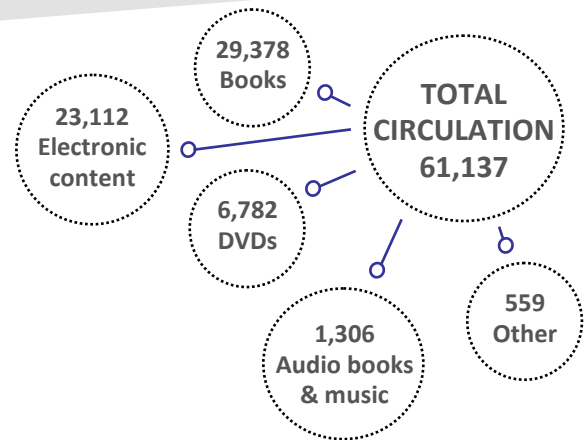 29,378
Books
TOTAL
CIRCULATION
61,137
23,112
Electronic
content
6,782
DVDs
1,306
Audio books
& music
559
Other